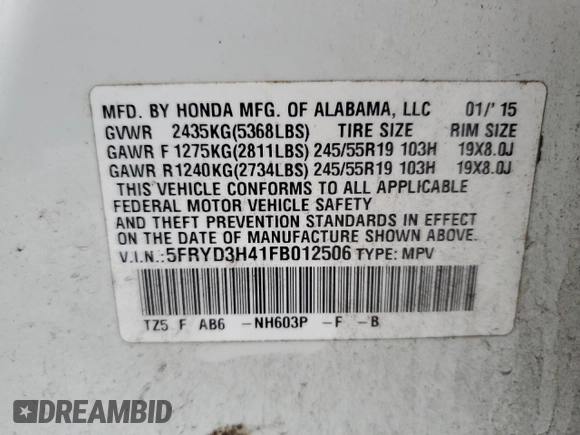 MFD. BY HONDA MFG. OF ALABAMA, LLC 01/'15
GVWR 2435KG(5368LBS) TIRE SIZE RIM SIZE
GAWR F 1275KG(2811LBS) 245/55R19 103H 19X8.0J
GAWR R 1240KG(2734LBS) 245/55R19 103H 19X8.0J
THIS VEHICLE CONFORMS TO ALL APPLICABLE
FEDERAL MOTOR VEHICLE SAFETY
AND THEFT PREVENTION STANDARDS IN EFFECT
ON THE DATE OF MANUFACTURE SHOWN ABOVE.
V.I.N.:5FRYD3H41FB012506 TYPE: MPV
TZ5 F AB6 -NH603P -F -B
DREAMBID